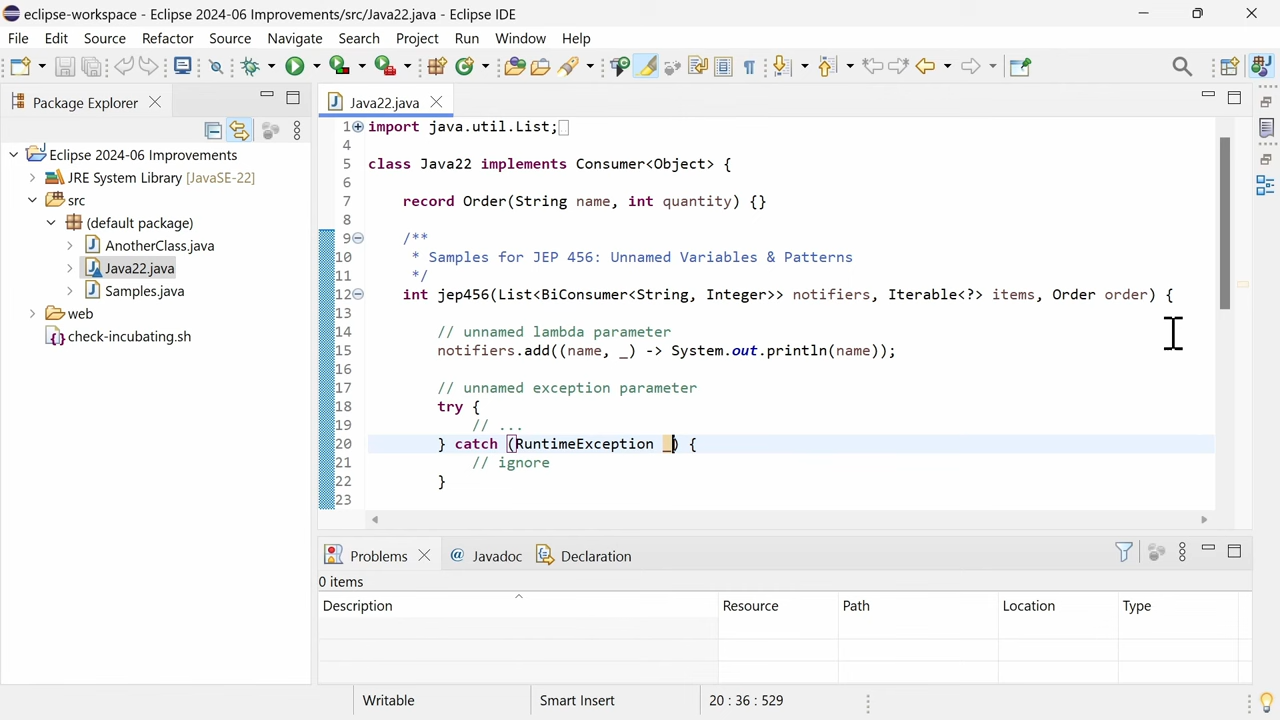 eclipse-workspace - Eclipse 2024-06 Improvements/src/Java22.java - Eclipse IDE
File Edit Source Refactor Source Navigate Search Project Run Window Help
Package Explorer
Eclipse 2024-06 Improvements
JRE System Library [JavaSE-22]
src
(default package)
AnotherClass.java
Java22.java
Samples.java
web
check-incubating.sh
Java22.java
1 import java.util.List;
4
5 class Java22 implements Consumer<Object> {
6
7 record Order(String name, int quantity) {}
8
9 /**
10 * Samples for JEP 456: Unnamed Variables & Patterns
11 */
12 int jep456(List<BiConsumer<String, Integer>> notifiers, Iterable<?> items, Order order) {
13
14 // unnamed lambda parameter
15 notifiers.add((name, _) -> System.out.println(name));
16
17 // unnamed exception parameter
18 try {
19 // ...
20 } catch (RuntimeException _) {
21 // ignore
22 }
23
Problems @ Javadoc Declaration
0 items
Description Resource Path Location Type
Writable Smart Insert 20 : 36 : 529